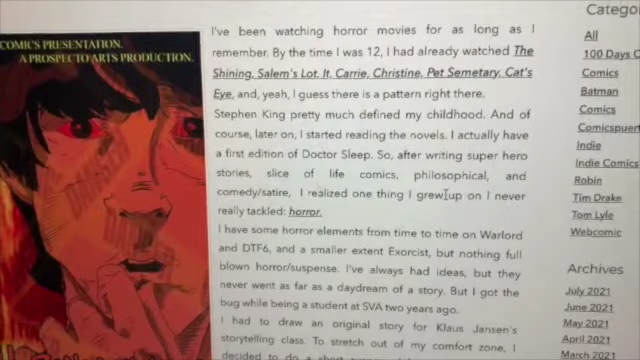 COMICS PRESENTATION.
A PROSPECTO ARTS PRODUCTION.
I've been watching horror movies for as long as I
remember. By the time I was 12, I had already watched The
Shining, Salem's Lot, It, Carrie, Christine, Pet Semetary, Cat's
Eye, and, yeah, I guess there is a pattern right there.
Stephen King pretty much defined my childhood. And of
course, later on, I started reading the novels. I actually have
a first edition of Doctor Sleep. So, after writing super hero
stories, slice of life comics, philosophical, and
comedy/satire, I realized one thing I grew up on I never
really tackled: horror.
I have some horror elements from time to time on Warlord
and DTF6, and a smaller extent Exorcist, but nothing full
blown horror/suspense. I've always had ideas, but they
never went as far as a daydream of a story. But I got the
bug while being a student at SVA two years ago.
I had to draw an original story for Klaus Jansen's
storytelling class. To stretch out of my comfort zone, I
decided to do a short
Categor
All
100 Days C
Comics
Batman
Comics
Comicspuert
Indie
Indie Comics
Robin
Tim Drake
Tom Lyle
Webcomic
Archives
July 2021
June 2021
May 2021
April 2021
March 2021